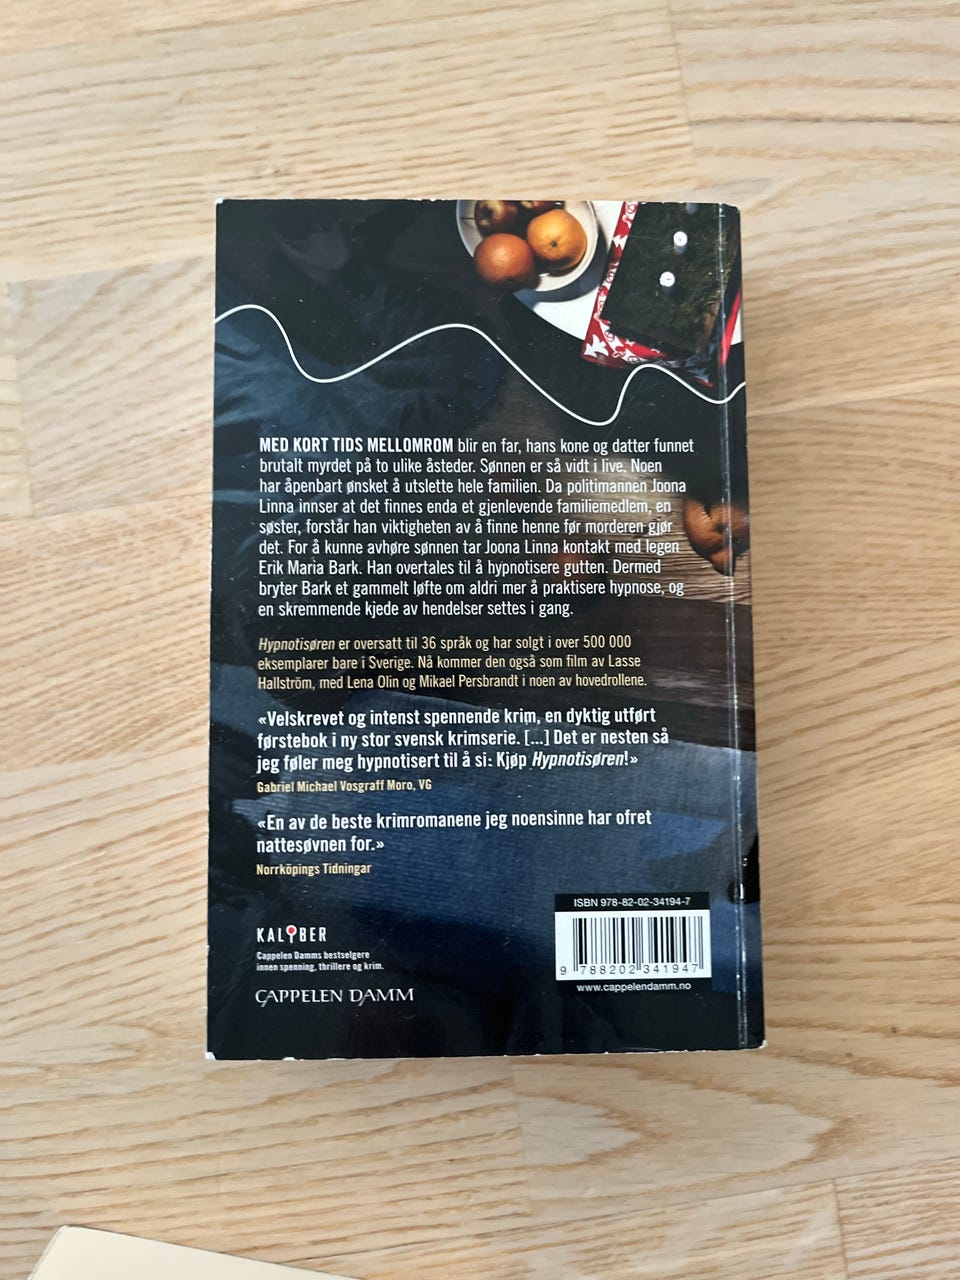 MED KORT TIDS MELLOMROM blir en far, hans kone og datter funnet
brutalt myrdet på to ulike åsteder. Sønnen er så vidt i live. Noen
har åpenbart ønsket å utslette hele familien. Da politimannen Joona
Linna innser at det finnes enda et gjenlevende familiemedlem, en
søster, forstår han viktigheten av å finne henne før morderen gjør
det. For å kunne avhøre sønnen tar Joona Linna kontakt med legen
Erik Maria Bark. Han overtales til å hypnotisere gutten. Dermed
bryter Bark et gammelt løfte om aldri mer å praktisere hypnose, og
en skremmende kjede av hendelser settes i gang.
Hypnotisøren er oversatt til 36 språk og har solgt i over 500 000
eksemplarer bare i Sverige. Nå kommer den også som film av Lasse
Hallström, med Lena Olin og Mikael Persbrandt i noen av hovedrollene.
«Velskrevet og intenst spennende krim, en dyktig utført
førstebok i ny stor svensk krimserie. [...] Det er nesten så
jeg føler meg hypnotisert til å si: Kjøp Hypnotisøren!»
Gabriel Michael Vosgraff Moro, VG
«En av de beste krimromanene jeg noensinne har ofret
nattesøvnen for.»
Norrköpings Tidningar
KALIBER
Cappelen Damms bestselgere
innen spenning, thrillere og krim.
CAPPELEN DAMM
ISBN 978-82-02-34194-7
9 788202 341947
www.cappelendamm.no